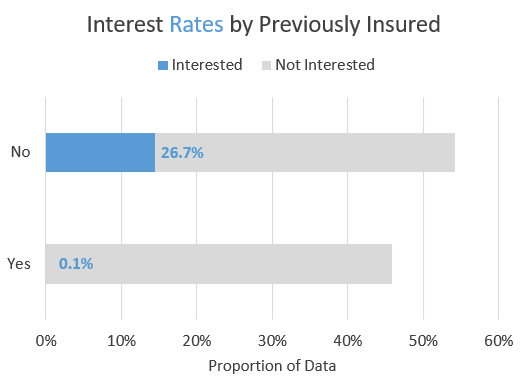 Interest Rates by Previously Insured
Interested Not Interested
No 26.7%
Yes 0.1%
0% 10% 20% 30% 40% 50% 60%
Proportion of Data